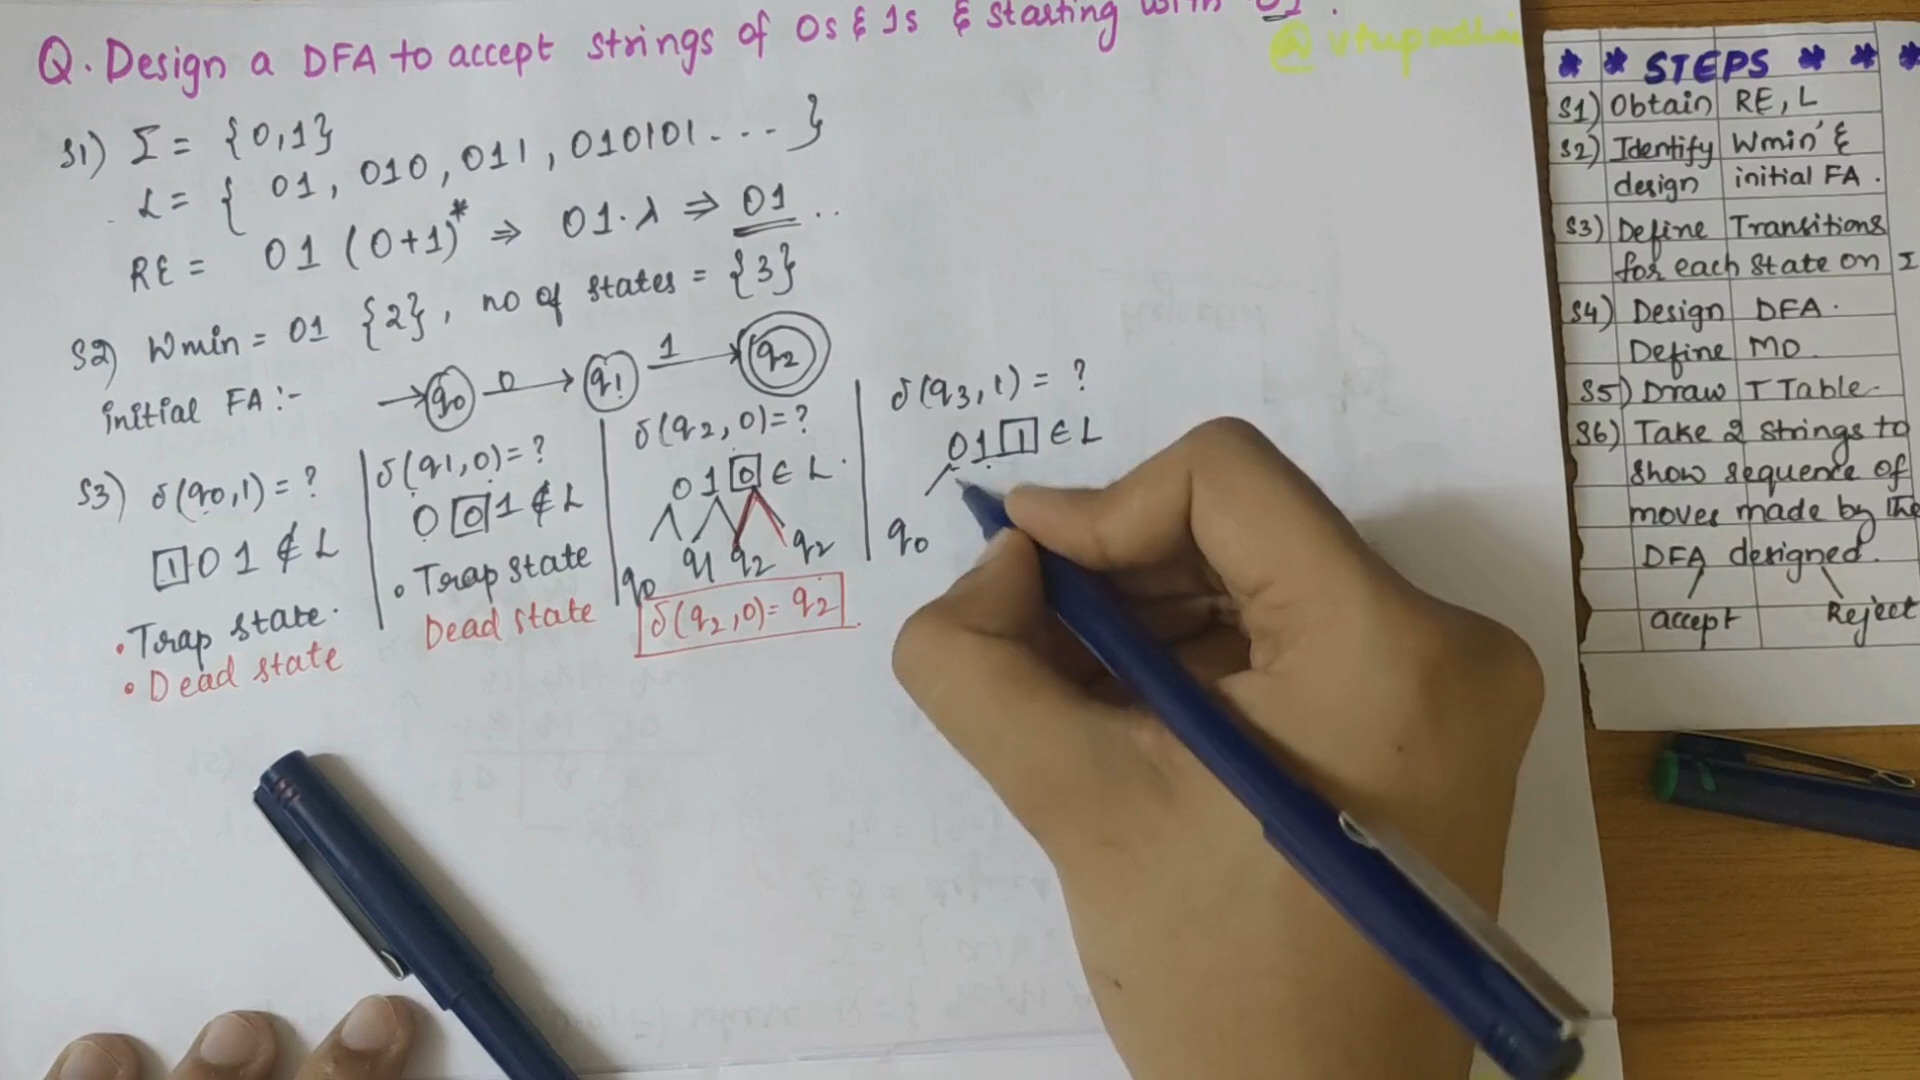 Q. Design a DFA to accept strings of 0s & 1s & starting with 01.
@vtupadhai
S1) Σ = {0,1}
L = { 01, 010, 011, 010101 - - - }
RE = 01 (0+1)* ⇒ 01·λ ⇒ 01 ..
S2) Wmin = 01 {2}, no of states = {3}
initial FA :- → q0 0 → q1 1 → q2
S3) δ(q0,1) = ?
1 0 1 ∉ L
• Trap state.
• Dead state
δ(q1,0) = ?
0 0 1 ∉ L
• Trap state
Dead state
δ(q2,0) = ?
0 1 0 ∈ L.
q0 q1 q2 q2
δ(q2,0) = q2
δ(q3,1) = ?
01 1 ∈ L
q0
* * STEPS * * *
S1) Obtain RE, L
S2) Identify Wmin' &
design initial FA.
S3) Define Transitions
for each state on Σ
S4) Design DFA.
Define MD
S5) Draw T Table-
S6) Take 2 strings to
show sequence of
moves made by the
DFA designed.
accept Reject